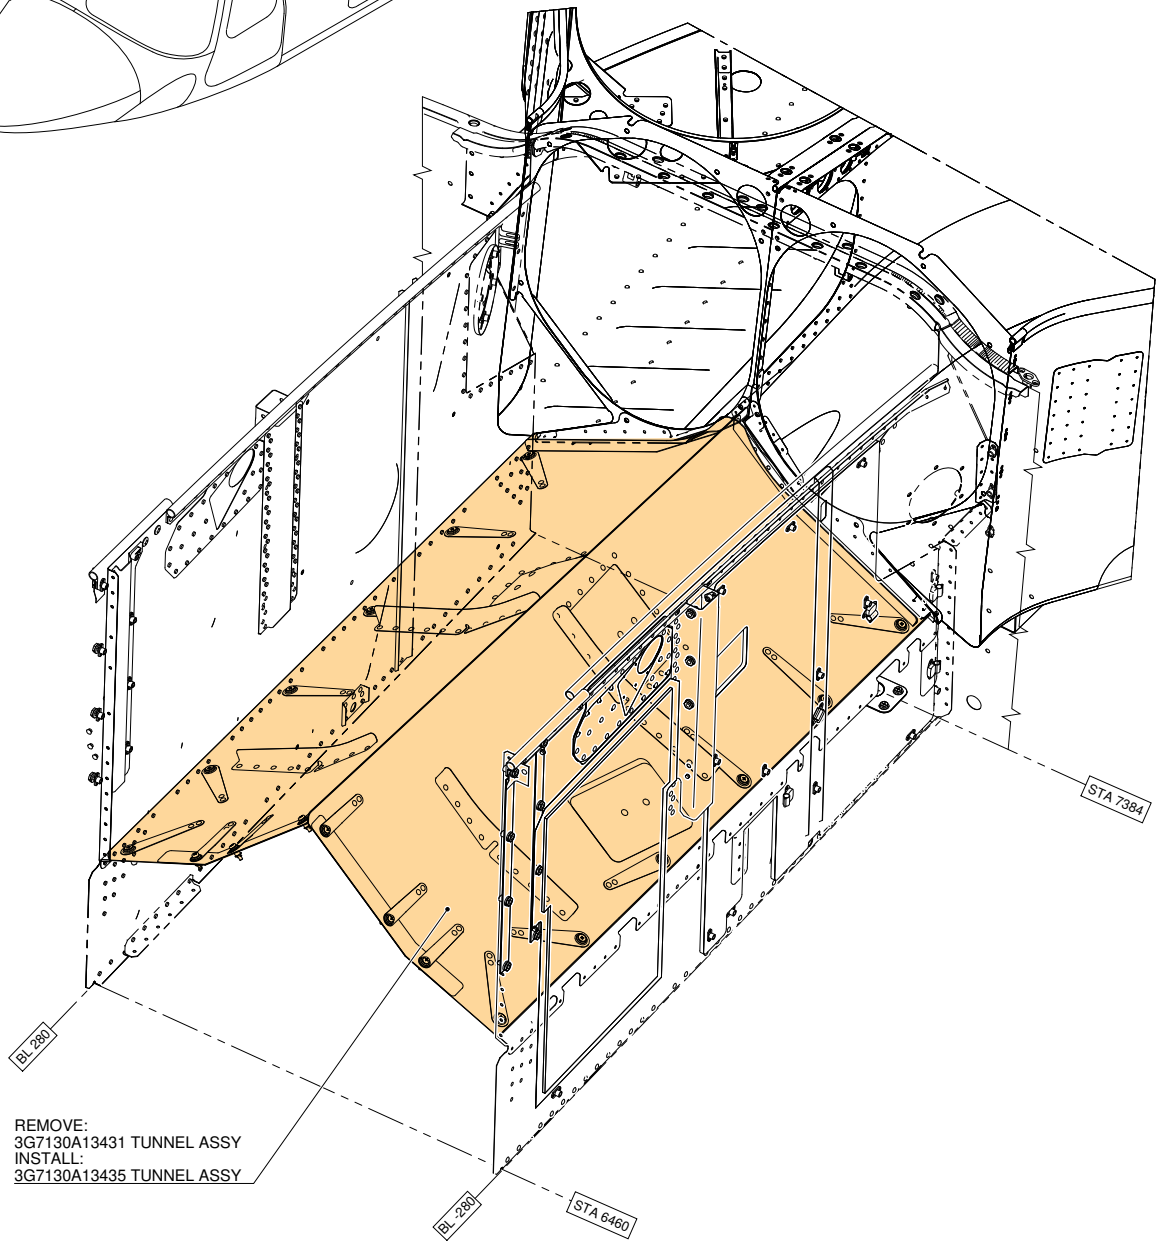 STA 7384
BL 280
REMOVE:
3G7130A13431 TUNNEL ASSY
INSTALL:
3G7130A13435 TUNNEL ASSY
BL -280
STA 6460